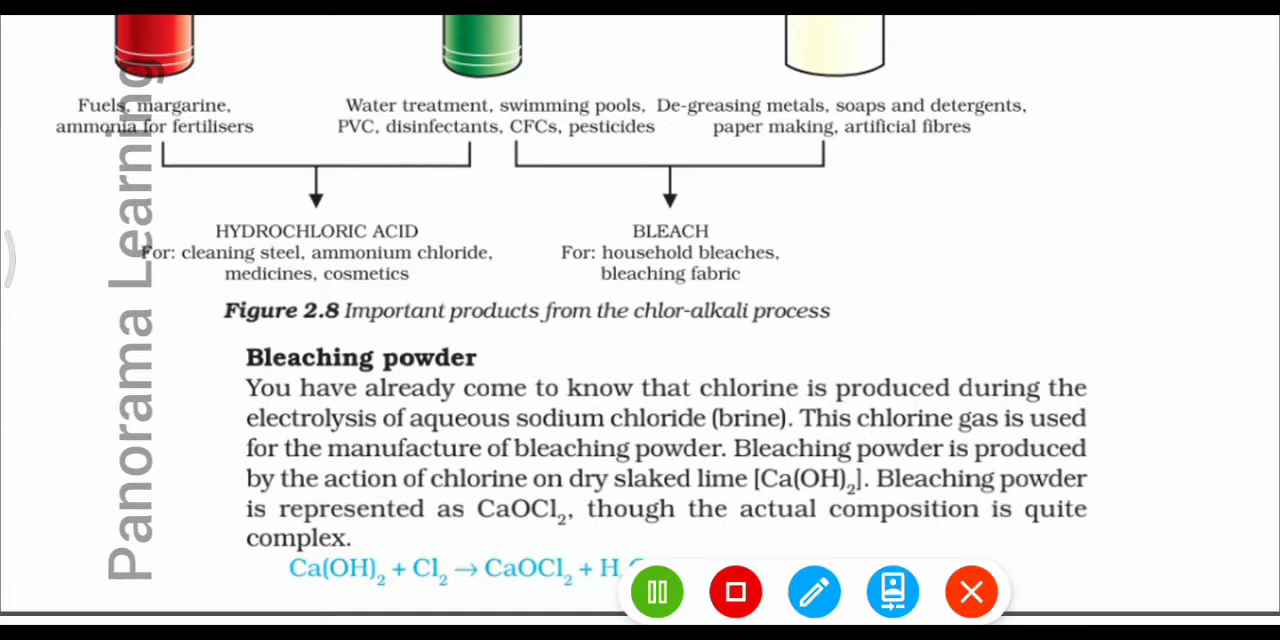 Fuels, margarine,
ammonia for fertilisers
Water treatment, swimming pools,
PVC, disinfectants, CFCs, pesticides
De-greasing metals, soaps and detergents,
paper making, artificial fibres
HYDROCHLORIC ACID
For: cleaning steel, ammonium chloride,
medicines, cosmetics
BLEACH
For: household bleaches,
bleaching fabric
Figure 2.8 Important products from the chlor-alkali process
Bleaching powder
You have already come to know that chlorine is produced during the
electrolysis of aqueous sodium chloride (brine). This chlorine gas is used
for the manufacture of bleaching powder. Bleaching powder is produced
by the action of chlorine on dry slaked lime [Ca(OH)₂]. Bleaching powder
is represented as CaOCl₂, though the actual composition is quite
complex.
Ca(OH)₂ + Cl₂ → CaOCl₂ + H
Panorama Learning